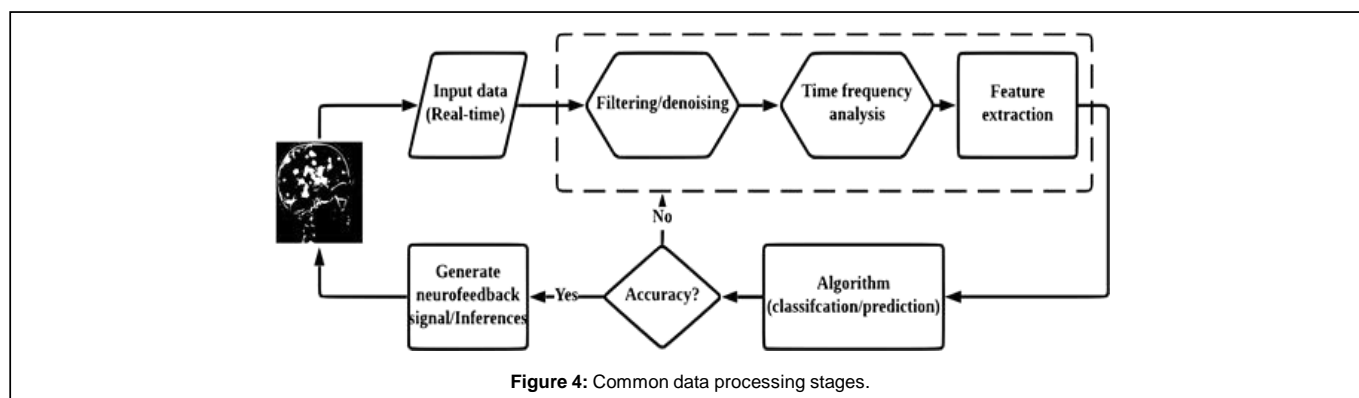 Input data
(Real-time)
Filtering/denoising
Time frequency
analysis
Feature
extraction
No
Generate
neurofeedback
signal/Inferences
Yes
Accuracy?
Algorithm
(classifcation/prediction)
Figure 4: Common data processing stages.